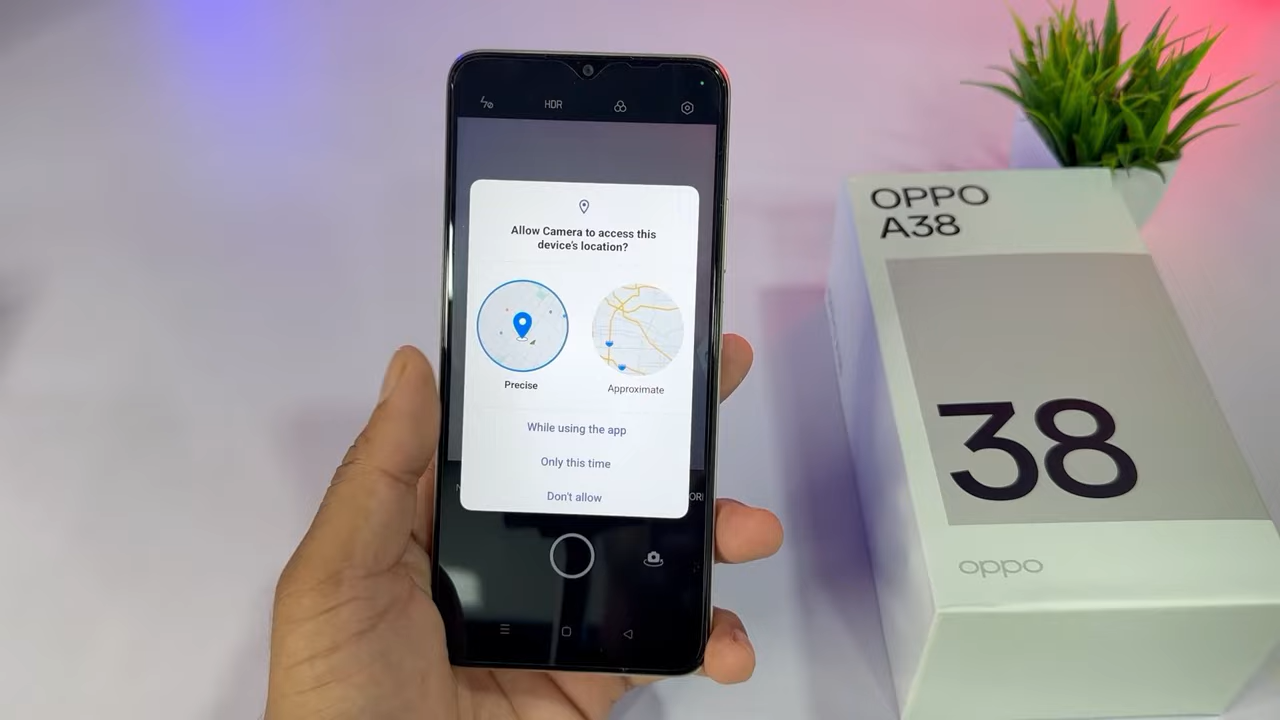 HDR
Allow Camera to access this
device's location?
Precise
Approximate
While using the app
Only this time
Don't allow
OPPO
A38
38
oppo